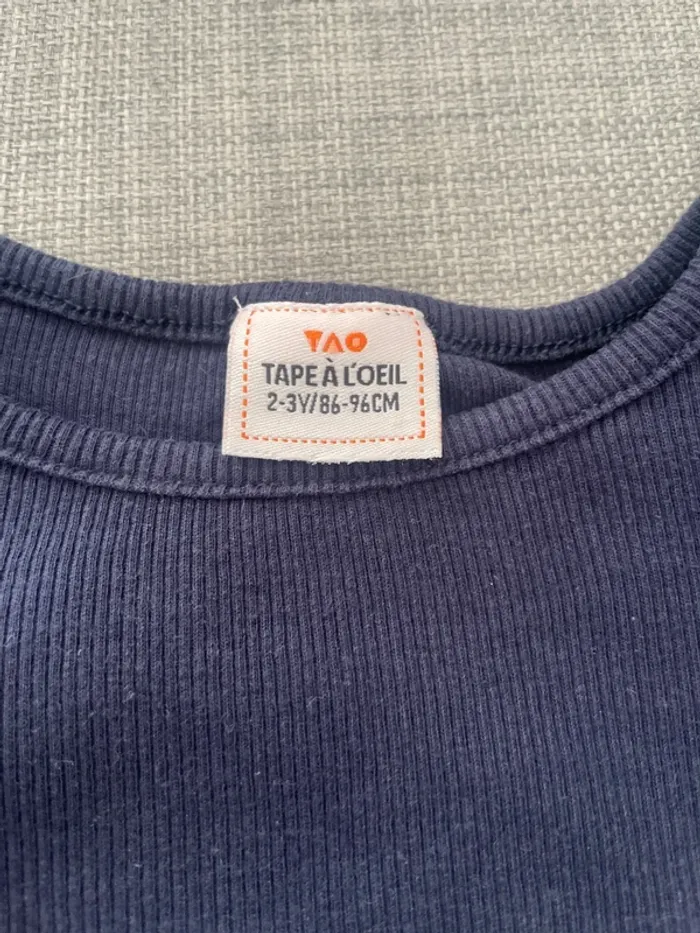 TAO
TAPE À L'OEIL
2-3Y/86-96CM